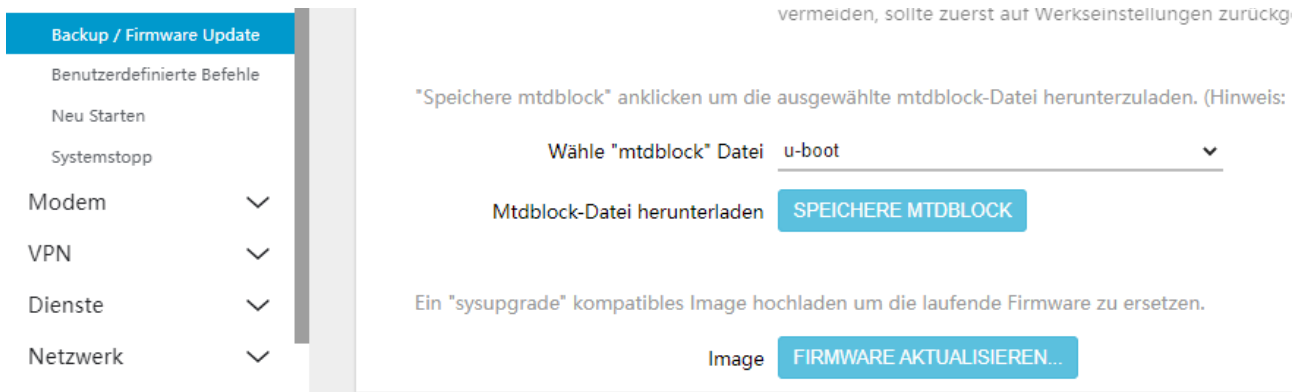 Backup / Firmware Update
Benutzerdefinierte Befehle
Neu Starten
Systemstopp
Modem
VPN
Dienste
Netzwerk
vermeiden, sollte zuerst auf Werkseinstellungen zurückg
"Speichere mtdblock" anklicken um die ausgewählte mtdblock-Datei herunterzuladen. (Hinweis:
Wähle "mtdblock" Datei u-boot
Mtdblock-Datei herunterladen SPEICHERE MTDBLOCK
Ein "sysupgrade" kompatibles Image hochladen um die laufende Firmware zu ersetzen.
Image FIRMWARE AKTUALISIEREN...